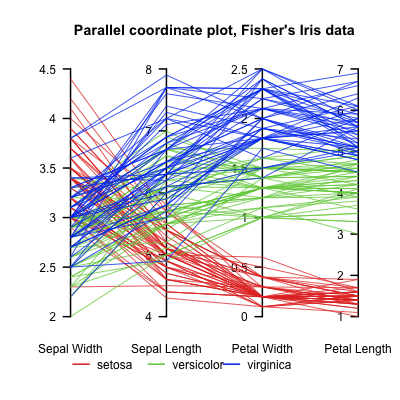 Parallel coordinate plot, Fisher's Iris data
4.5 8 2.5 7
4 7 2 6
3.5 1.5 5
3 6 1 4
2.5 5 0.5 3
2 4 0 2
1
Sepal Width Sepal Length Petal Width Petal Length
setosa versicolor virginica